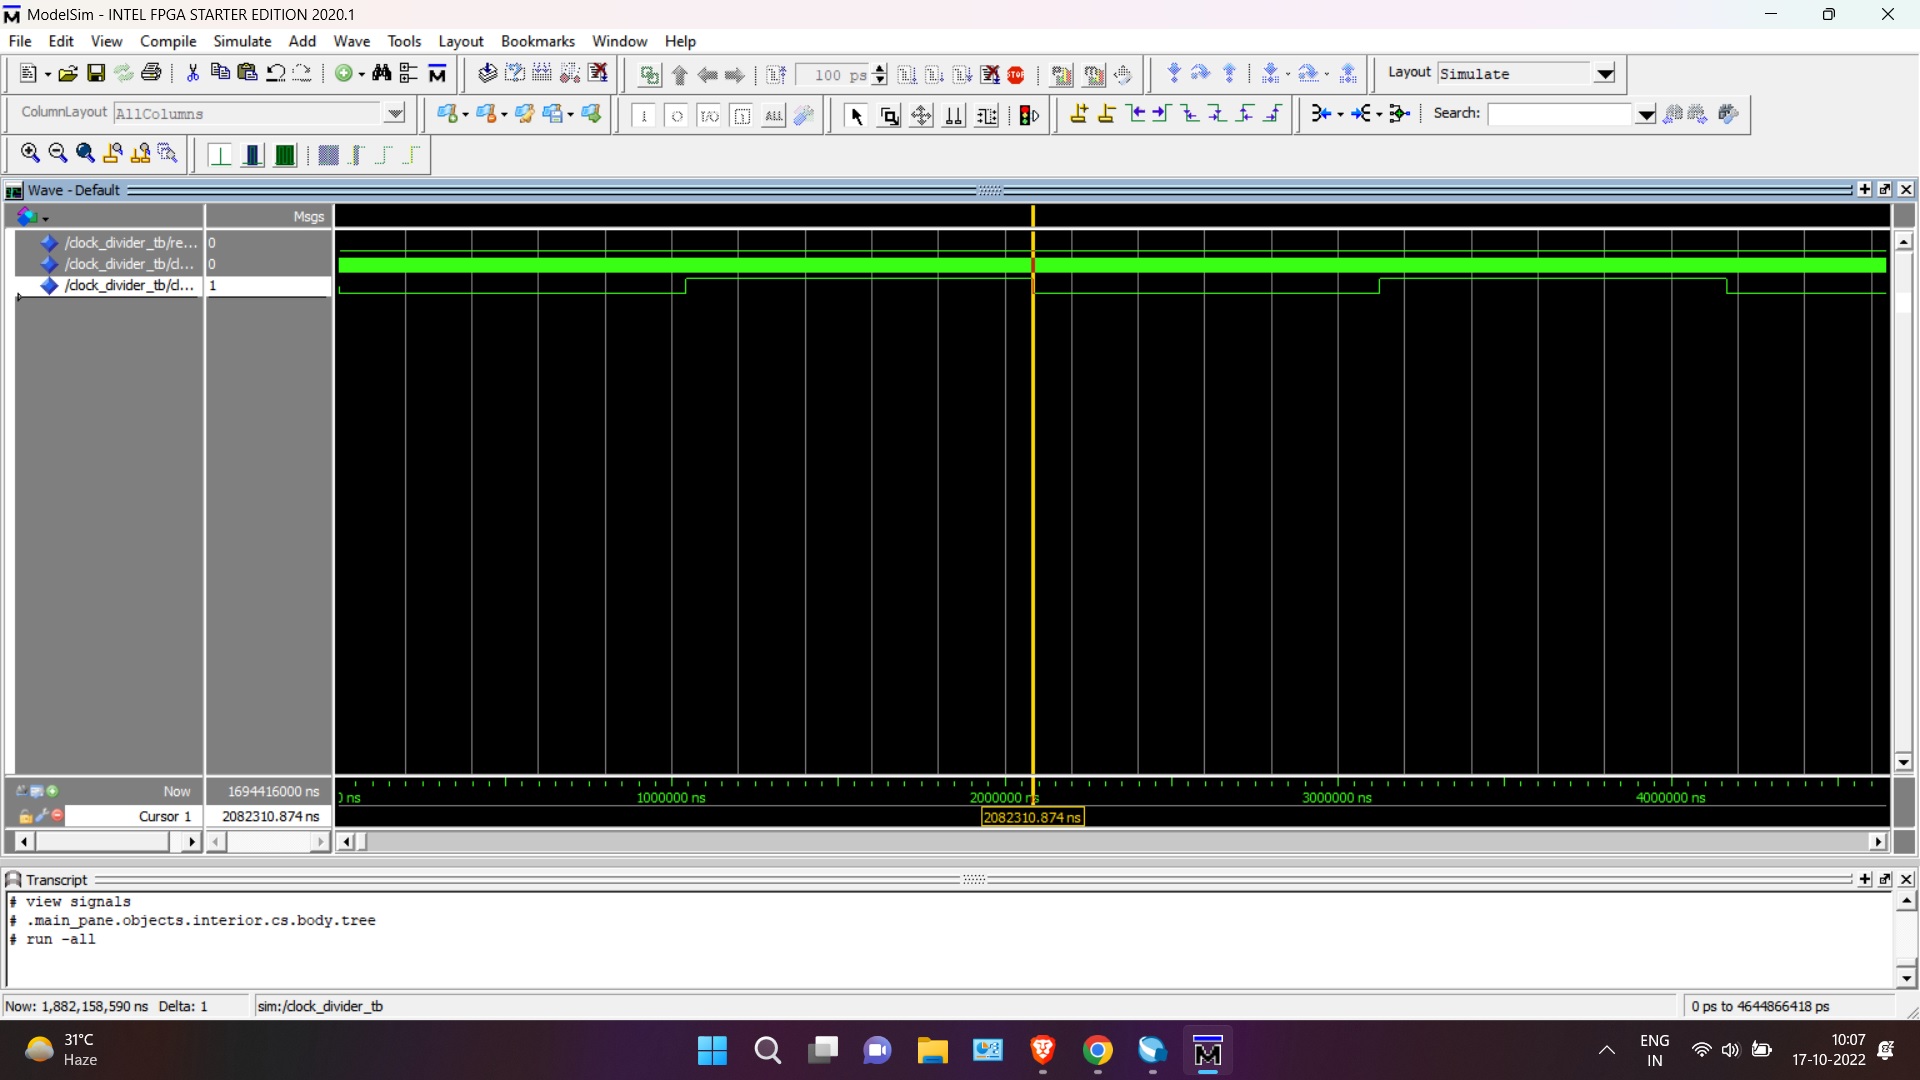 ModelSim - INTEL FPGA STARTER EDITION 2020.1
File Edit View Compile Simulate Add Wave Tools Layout Bookmarks Window Help
100 ps
STOP
Layout Simulate
ColumnLayout AllColumns
ALL
Search:
Wave - Default
Msgs
/clock_divider_tb/re... 0
/clock_divider_tb/cl... 0
/clock_divider_tb/cl... 1
Now 1694416000 ns
ns 1000000 ns 2000000 ns 3000000 ns 4000000 ns
Cursor 1 2082310.874 ns
2082310.874 ns
Transcript
# view signals
# .main_pane.objects.interior.cs.body.tree
# run -all
Now: 1,882,158,590 ns Delta: 1 sim:/clock_divider_tb 0 ps to 4644866418 ps
31°C
Haze
ENG
IN
10:07
17-10-2022